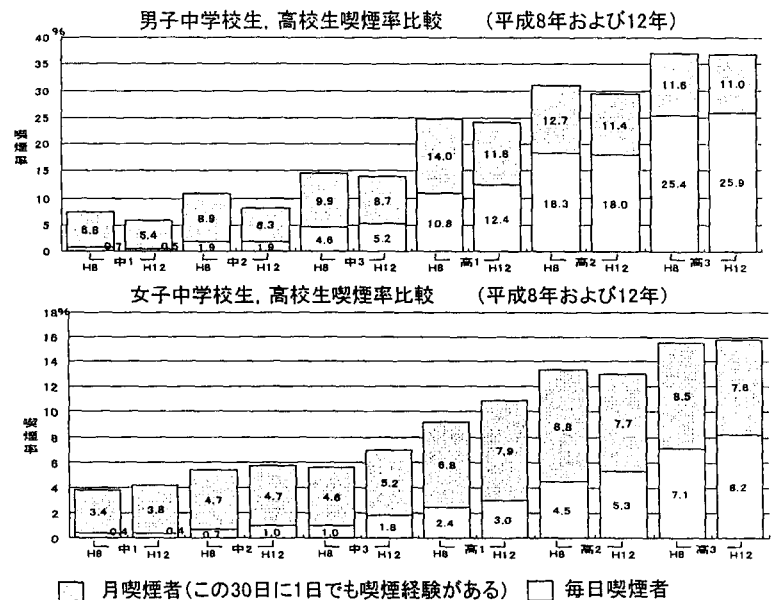 男子中学校生，高校生喫煙率比較　（平成8年および12年）
%
40
35
30
25
20
15
10
5
0
喫煙率
6.8 0.7 5.4 0.5 8.9 1.9 6.3 1.9 9.9 4.6 8.7 5.2 14.0 10.8 11.8 12.4 12.7 18.3 11.4 18.0 11.6 25.4 11.0 25.9
H8 中1 H12 H8 中2 H12 H8 中3 H12 H8 高1 H12 H8 高2 H12 H8 高3 H12
女子中学校生，高校生喫煙率比較　（平成8年および12年）
%
18
16
14
12
10
8
6
4
2
0
喫煙率
3.4 0.4 3.8 0.4 4.7 0.7 4.7 1.0 4.6 1.0 5.2 1.8 6.8 2.4 7.9 3.0 8.8 4.5 7.7 5.3 8.5 7.1 7.6 8.2
H8 中1 H12 H8 中2 H12 H8 中3 H12 H8 高1 H12 H8 高2 H12 H8 高3 H12
月喫煙者(この30日に1日でも喫煙経験がある)　毎日喫煙者